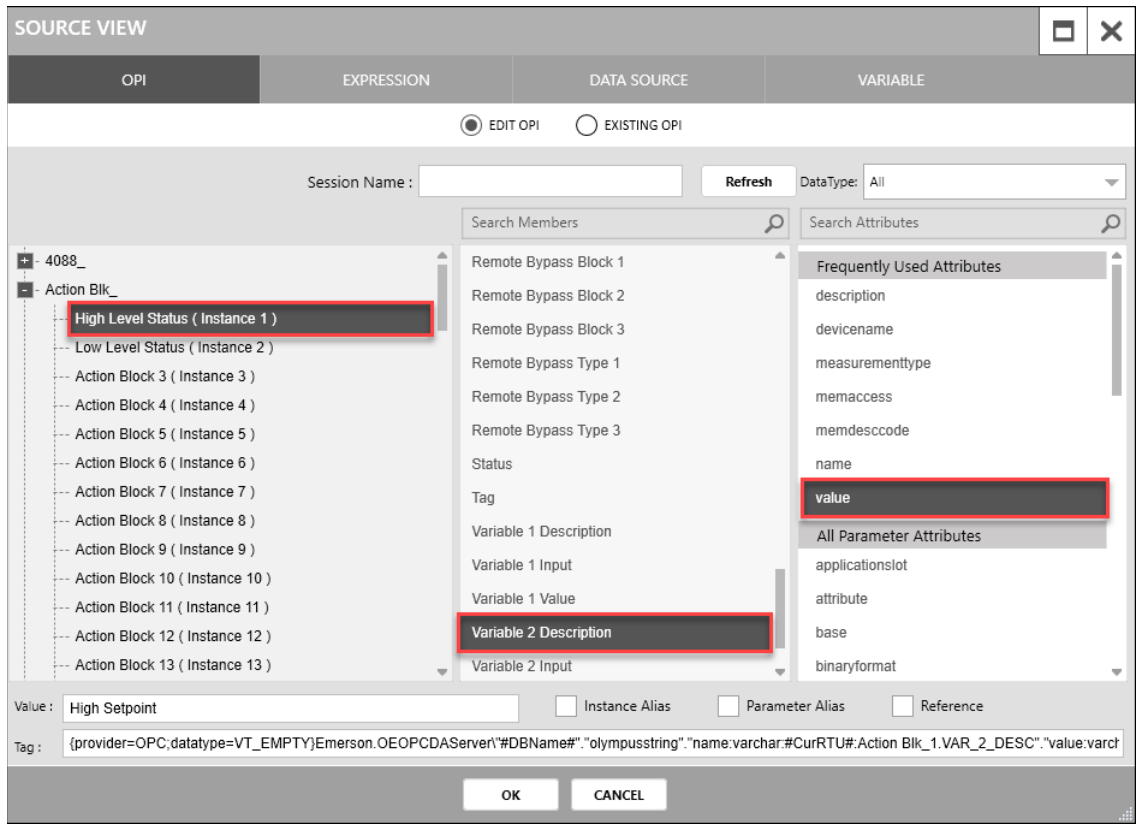 SOURCE VIEW
OPI EXPRESSION DATA SOURCE VARIABLE
EDIT OPI EXISTING OPI
Session Name : Refresh DataType: All
Search Members Search Attributes
4088_
Action Blk_
High Level Status ( Instance 1 )
Low Level Status ( Instance 2 )
Action Block 3 ( Instance 3 )
Action Block 4 ( Instance 4 )
Action Block 5 ( Instance 5 )
Action Block 6 ( Instance 6 )
Action Block 7 ( Instance 7 )
Action Block 8 ( Instance 8 )
Action Block 9 ( Instance 9 )
Action Block 10 ( Instance 10 )
Action Block 11 ( Instance 11 )
Action Block 12 ( Instance 12 )
Action Block 13 ( Instance 13 )
Remote Bypass Block 1
Remote Bypass Block 2
Remote Bypass Block 3
Remote Bypass Type 1
Remote Bypass Type 2
Remote Bypass Type 3
Status
Tag
Variable 1 Description
Variable 1 Input
Variable 1 Value
Variable 2 Description
Variable 2 Input
Frequently Used Attributes
description
devicename
measurementtype
memaccess
memdesccode
name
value
All Parameter Attributes
applicationslot
attribute
base
binaryformat
Value : High Setpoint Instance Alias Parameter Alias Reference
Tag : {provider=OPC;datatype=VT_EMPTY}Emerson.OEOPCDAServer\"#DBName#"."olympusstring"."name:varchar:#CurRTU#:Action Blk_1.VAR_2_DESC"."value:varch
OK CANCEL